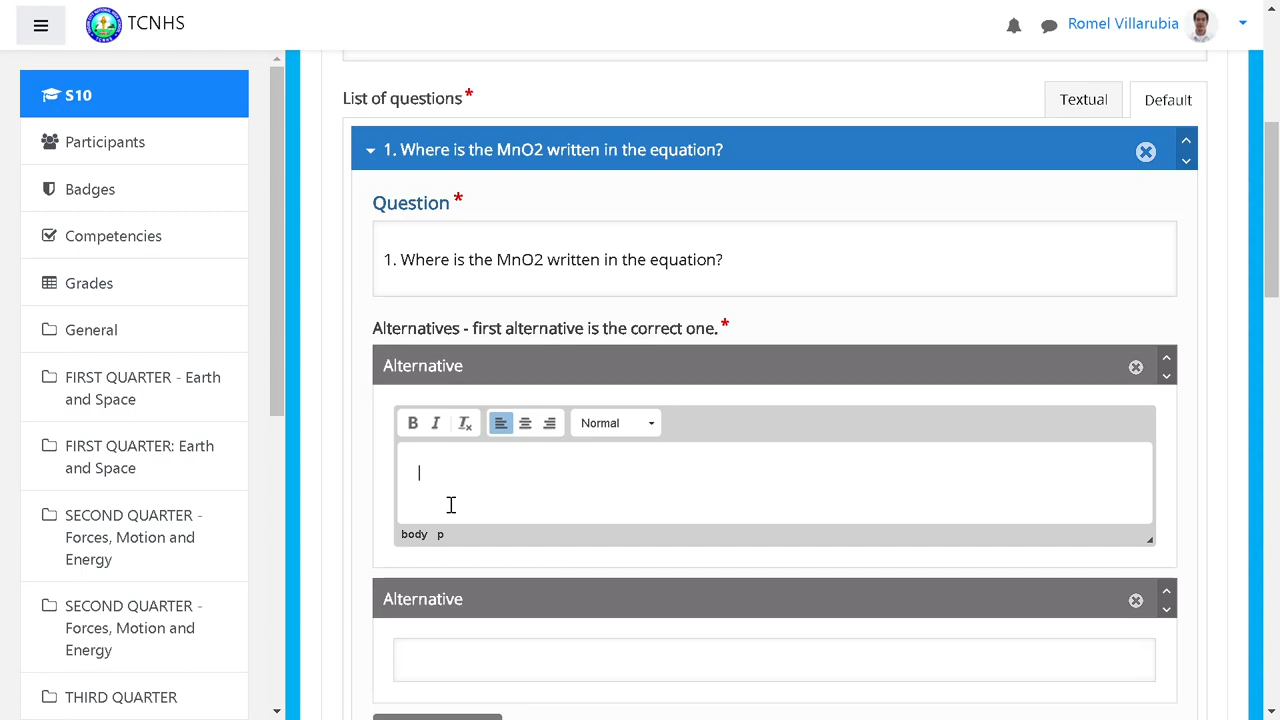 TCNHS
Romel Villarubia
S10
Participants
Badges
Competencies
Grades
General
FIRST QUARTER - Earth
and Space
FIRST QUARTER: Earth
and Space
SECOND QUARTER -
Forces, Motion and
Energy
SECOND QUARTER -
Forces, Motion and
Energy
THIRD QUARTER
List of questions*
Textual
Default
1. Where is the MnO2 written in the equation?
Question *
1. Where is the MnO2 written in the equation?
Alternatives - first alternative is the correct one.*
Alternative
B I Tx Normal
body p
Alternative